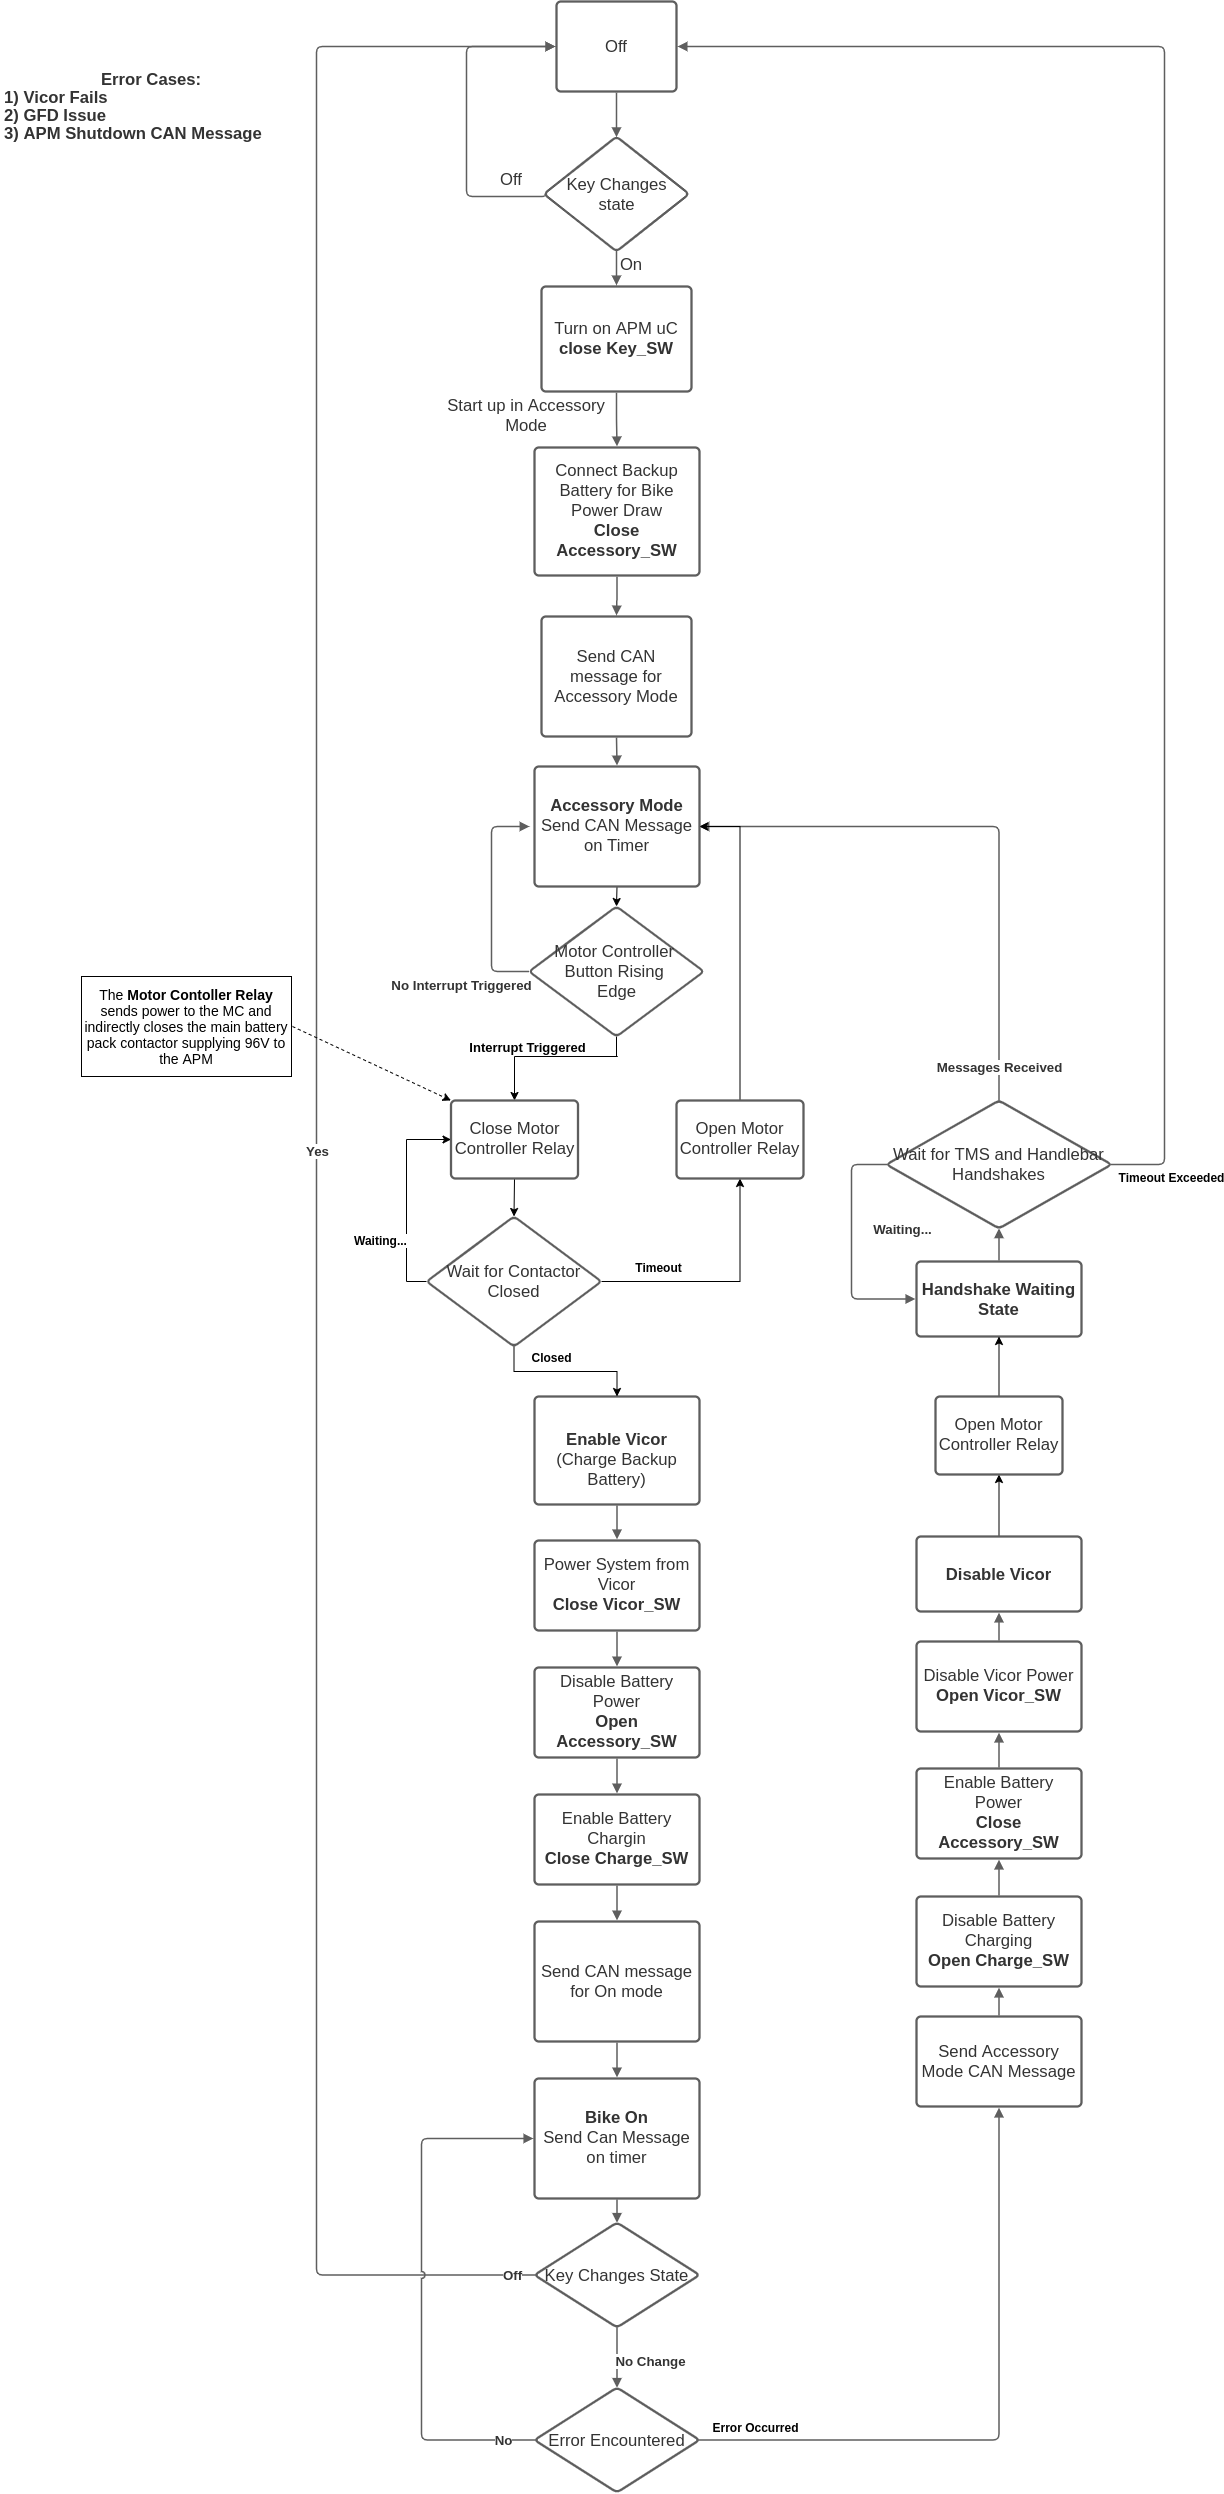 Off
Error Cases:
1) Vicor Fails
2) GFD Issue
3) APM Shutdown CAN Message
Off
Key Changes
state
On
Turn on APM uC
close Key_SW
Start up in Accessory
Mode
Connect Backup
Battery for Bike
Power Draw
Close
Accessory_SW
Send CAN
message for
Accessory Mode
Accessory Mode
Send CAN Message
on Timer
Motor Controller
Button Rising
Edge
No Interrupt Triggered
The Motor Contoller Relay
sends power to the MC and
indirectly closes the main battery
pack contactor supplying 96V to
the APM
Interrupt Triggered
Messages Received
Close Motor
Controller Relay
Open Motor
Controller Relay
Yes
Wait for TMS and Handlebar
Handshakes
Timeout Exceeded
Waiting...
Waiting...
Wait for Contactor
Closed
Timeout
Handshake Waiting
State
Closed
Enable Vicor
(Charge Backup
Battery)
Open Motor
Controller Relay
Power System from
Vicor
Close Vicor_SW
Disable Vicor
Disable Battery
Power
Open
Accessory_SW
Disable Vicor Power
Open Vicor_SW
Enable Battery
Chargin
Close Charge_SW
Enable Battery
Power
Close
Accessory_SW
Send CAN message
for On mode
Disable Battery
Charging
Open Charge_SW
Send Accessory
Mode CAN Message
Bike On
Send Can Message
on timer
Off
Key Changes State
No Change
Error Occurred
No
Error Encountered